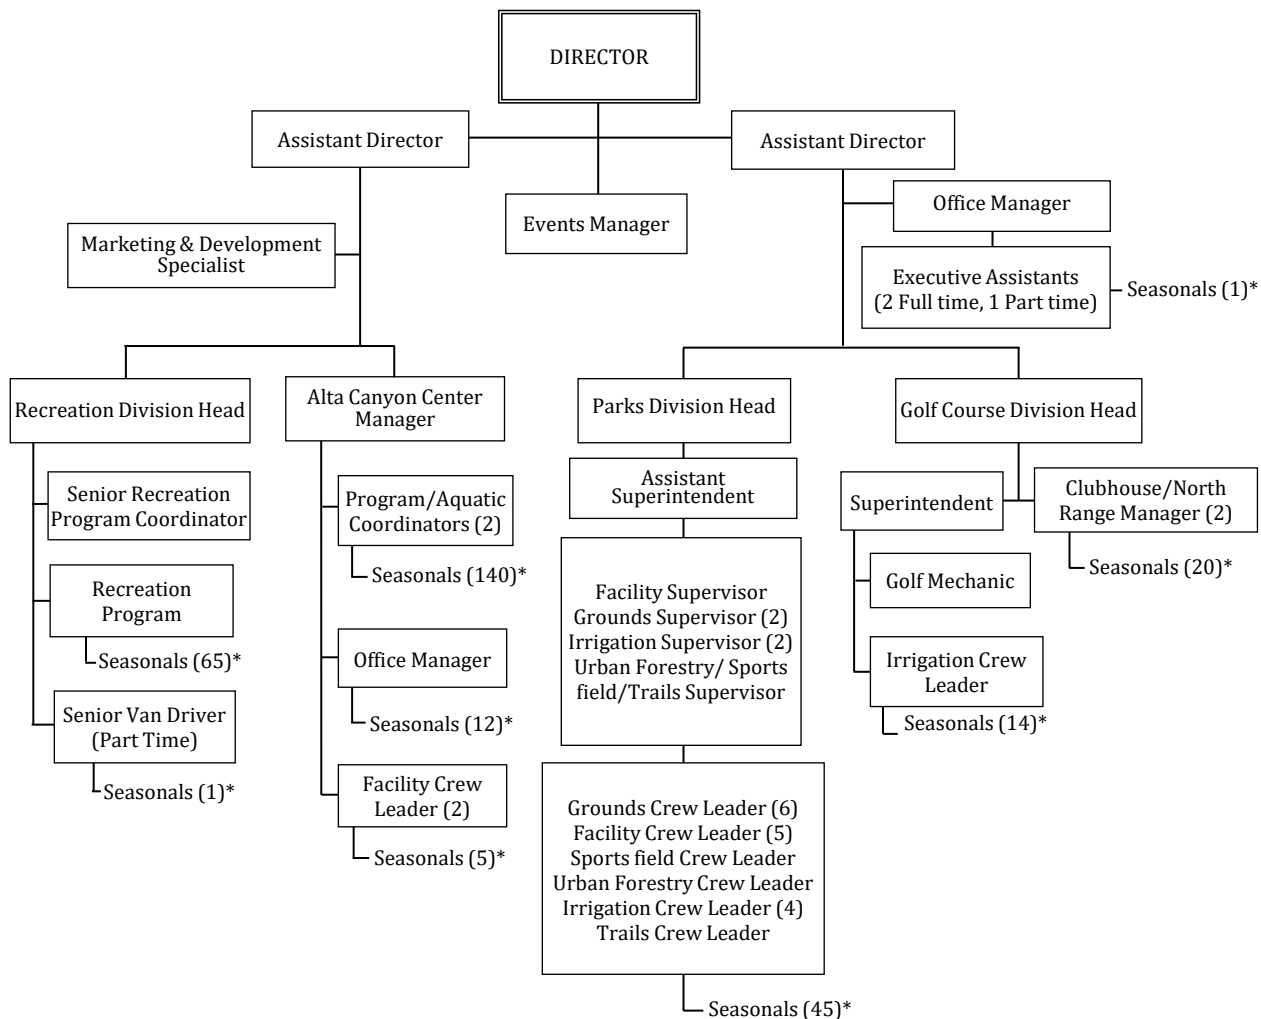 DIRECTOR
Assistant Director
Assistant Director
Events Manager
Office Manager
Marketing & Development
Specialist
Executive Assistants
(2 Full time, 1 Part time)
Seasonals (1)*
Recreation Division Head
Alta Canyon Center
Manager
Parks Division Head
Golf Course Division Head
Senior Recreation
Program Coordinator
Recreation
Program
Seasonals (65)*
Senior Van Driver
(Part Time)
Seasonals (1)*
Program/Aquatic
Coordinators (2)
Seasonals (140)*
Office Manager
Seasonals (12)*
Facility Crew
Leader (2)
Seasonals (5)*
Assistant
Superintendent
Facility Supervisor
Grounds Supervisor (2)
Irrigation Supervisor (2)
Urban Forestry/ Sports
field/Trails Supervisor
Grounds Crew Leader (6)
Facility Crew Leader (5)
Sports field Crew Leader
Urban Forestry Crew Leader
Irrigation Crew Leader (4)
Trails Crew Leader
Seasonals (45)*
Superintendent
Golf Mechanic
Irrigation Crew
Leader
Seasonals (14)*
Clubhouse/North
Range Manager (2)
Seasonals (20)*